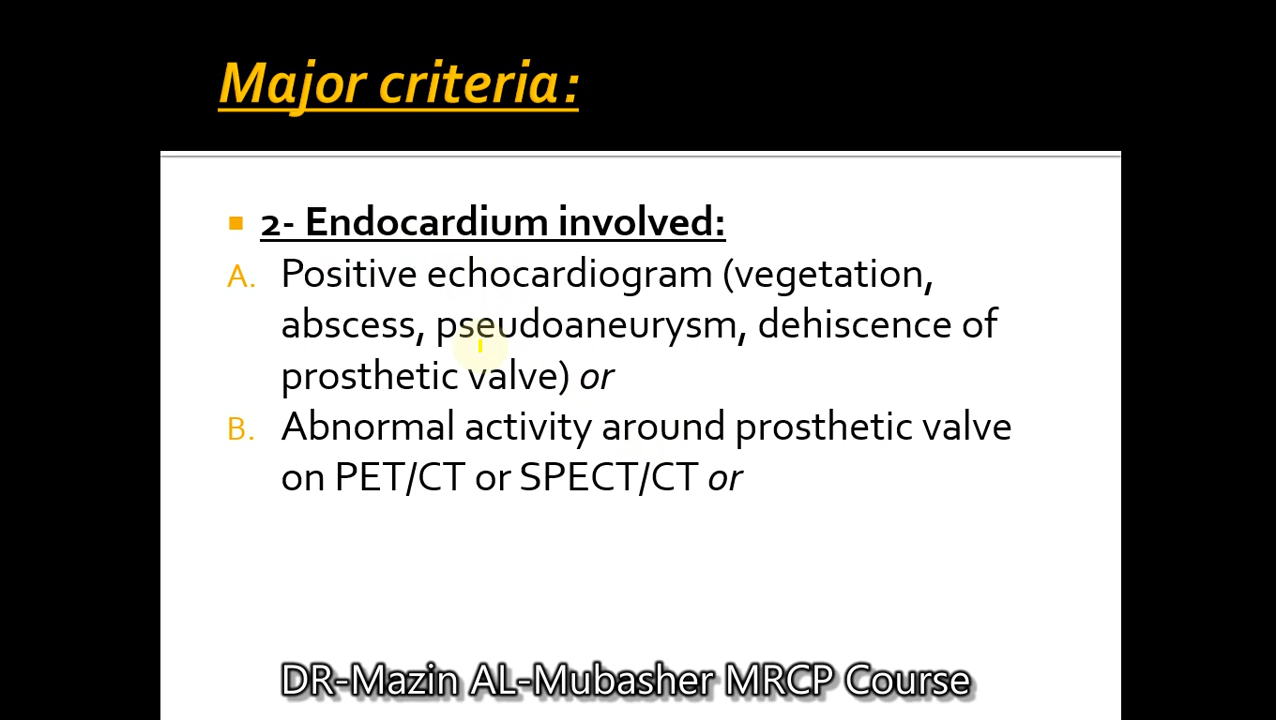 Major criteria:
2- Endocardium involved:
A. Positive echocardiogram (vegetation,
abscess, pseudoaneurysm, dehiscence of
prosthetic valve) or
B. Abnormal activity around prosthetic valve
on PET/CT or SPECT/CT or
DR-Mazin AL-Mubasher MRCP Course